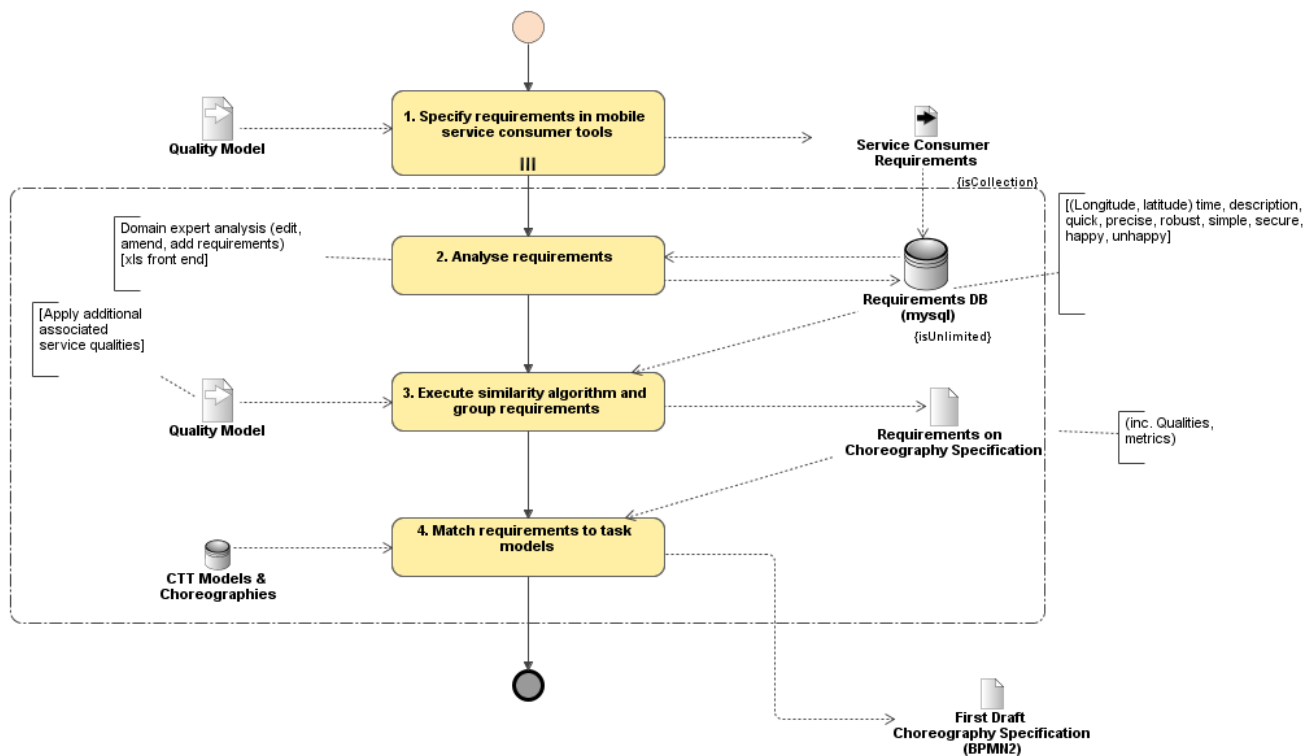 1. Specify requirements in mobile
service consumer tools
Quality Model
Service Consumer
Requirements
{isCollection}
[(Longitude, latitude) time, description,
quick, precise, robust, simple, secure,
happy, unhappy]
Domain expert analysis (edit,
amend, add requirements)
[xls front end]
2. Analyse requirements
Requirements DB
(mysql)
{isUnlimited}
[Apply additional
associated
service qualities]
3. Execute similarity algorithm and
group requirements
Quality Model
Requirements on
Choreography Specification
(inc. Qualities,
metrics)
4. Match requirements to task
models
CTT Models &
Choreographies
First Draft
Choreography Specification
(BPMN2)